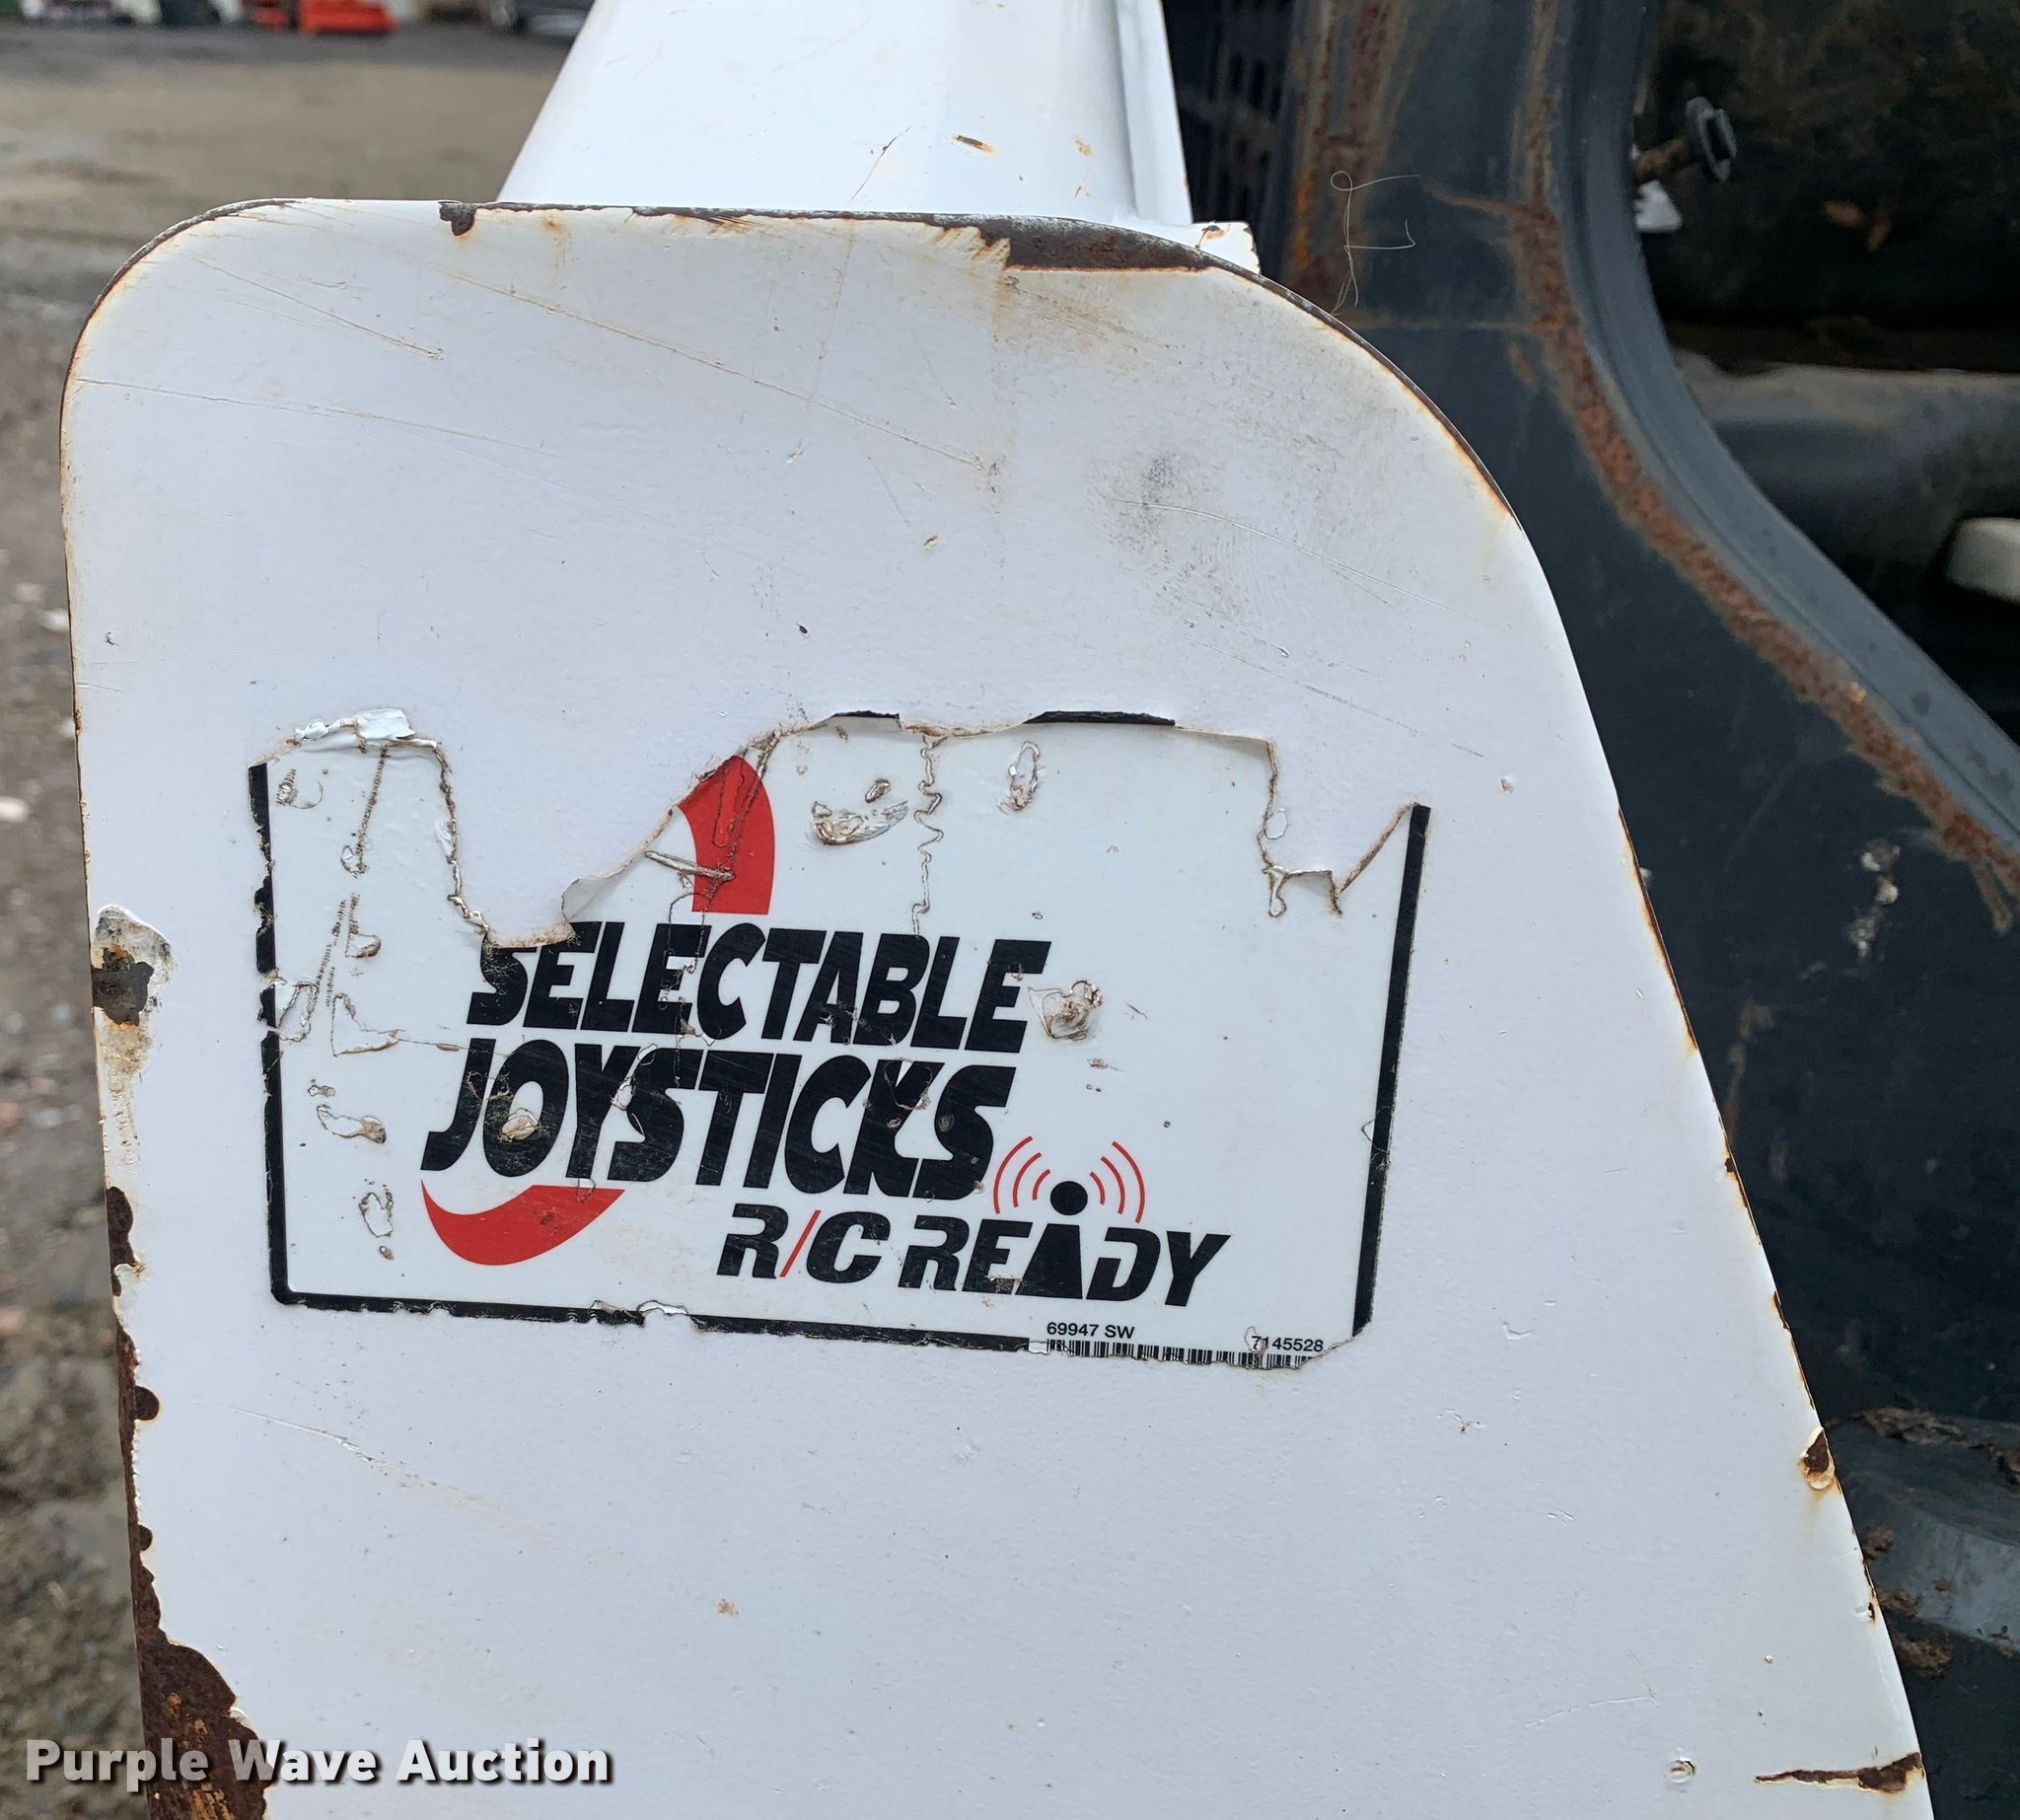 SELECTABLE
JOYSTICKS
R/C READY
69947 SW 7145528
Purple Wave Auction